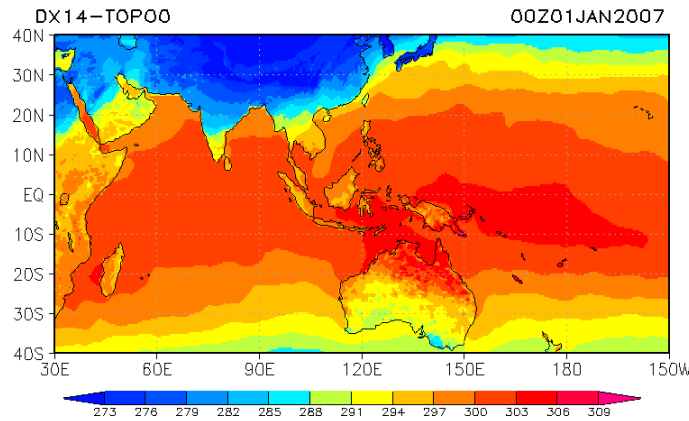 DX14-TOPO0 00Z01JAN2007
40N
30N
20N
10N
EQ
10S
20S
30S
40S
30E 60E 90E 120E 150E 180 150W
273 276 279 282 285 288 291 294 297 300 303 306 309